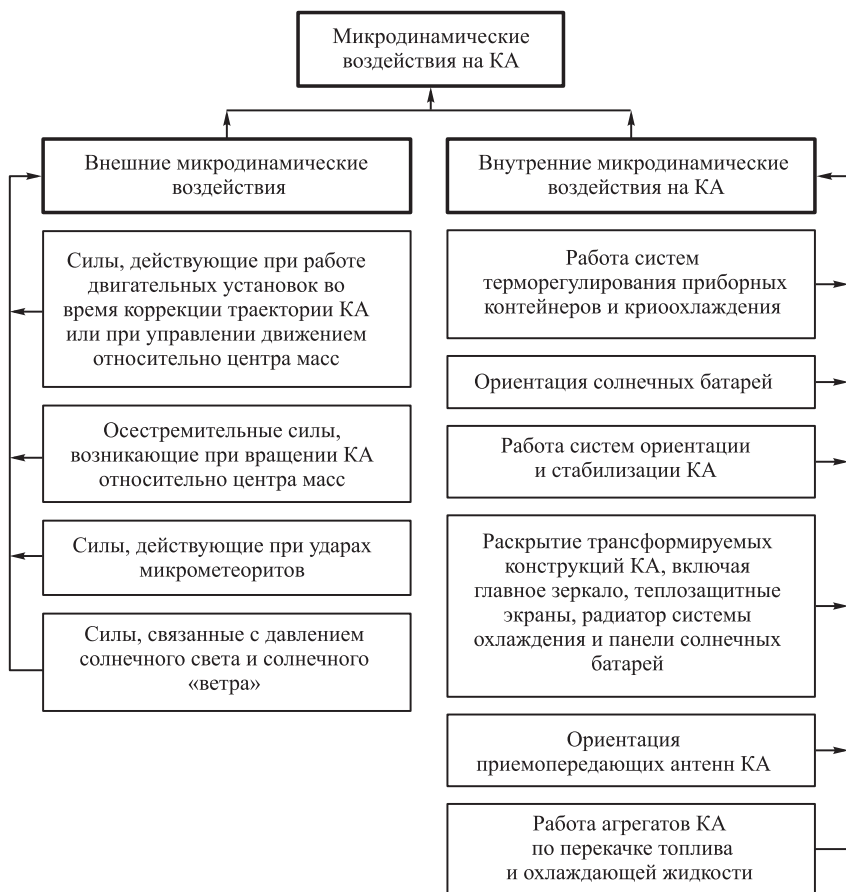 Микродинамические
воздействия на КА
Внешние микродинамические
воздействия
Силы, действующие при работе
двигательных установок во
время коррекции траектории КА
или при управлении движением
относительно центра масс
Осестремительные силы,
возникающие при вращении КА
относительно центра масс
Силы, действующие при ударах
микрометеоритов
Силы, связанные с давлением
солнечного света и солнечного
«ветра»
Внутренние микродинамические
воздействия на КА
Работа систем
терморегулирования приборных
контейнеров и криоохлаждения
Ориентация солнечных батарей
Работа систем ориентации
и стабилизации КА
Раскрытие трансформируемых
конструкций КА, включая
главное зеркало, теплозащитные
экраны, радиатор системы
охлаждения и панели солнечных
батарей
Ориентация
приемопередающих антенн КА
Работа агрегатов КА
по перекачке топлива
и охлаждающей жидкости